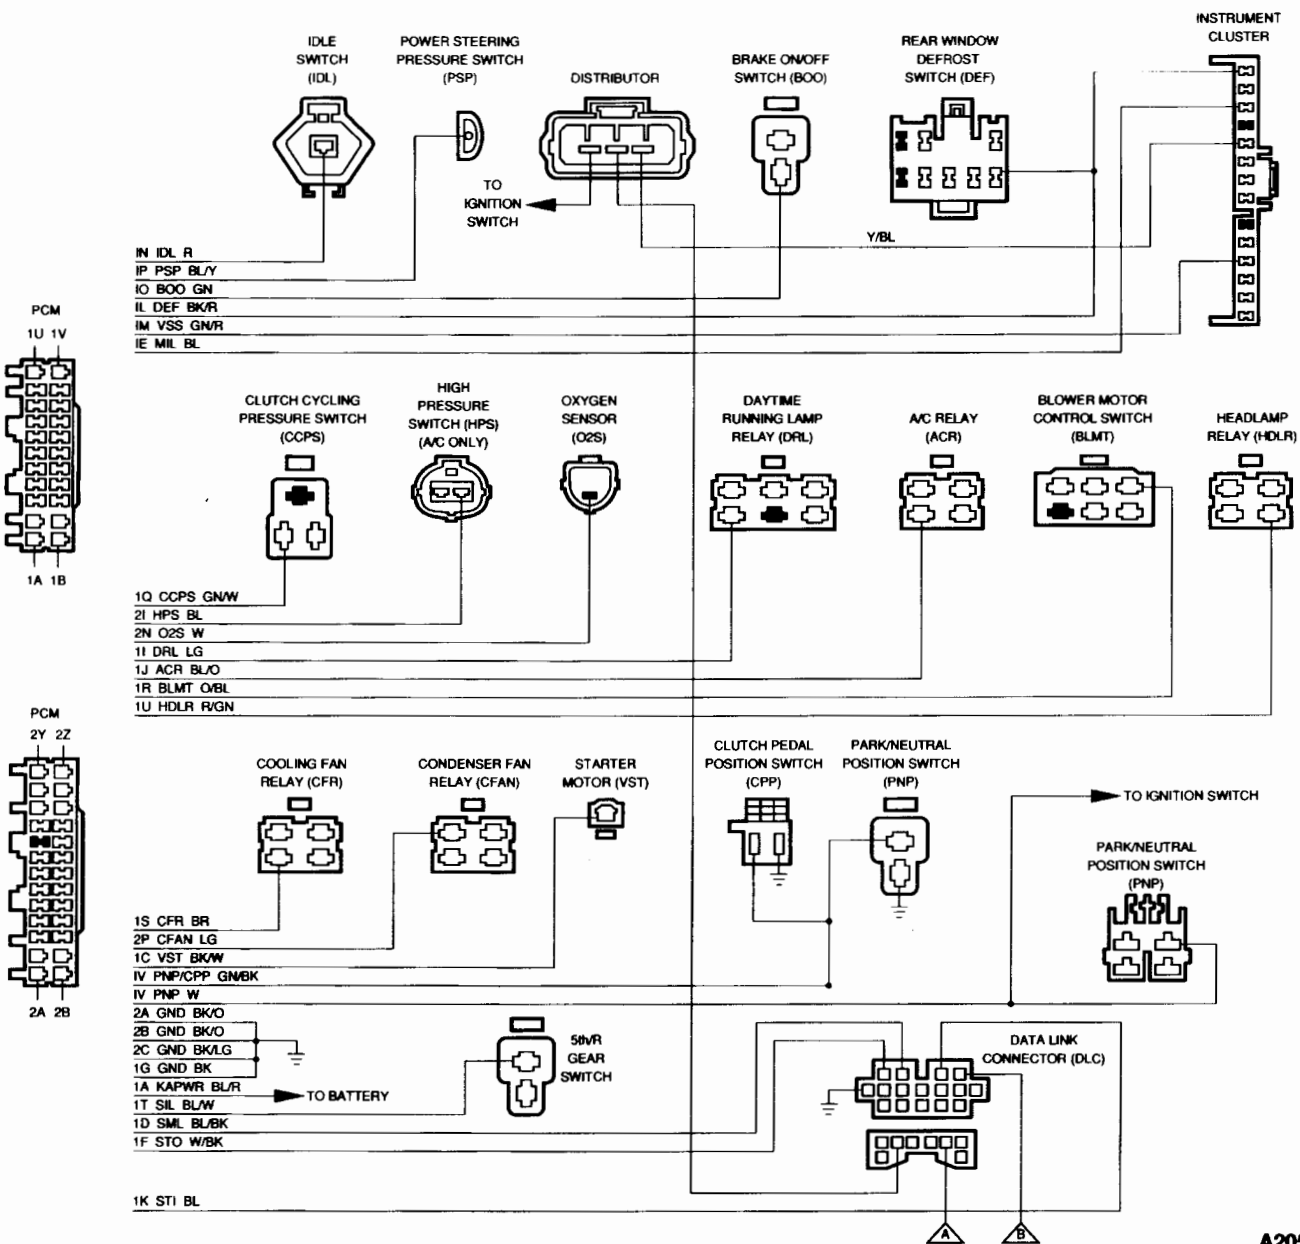 INSTRUMENT
CLUSTER
IDLE
SWITCH
(IDL)
POWER STEERING
PRESSURE SWITCH
(PSP)
DISTRIBUTOR
BRAKE ON/OFF
SWITCH (BOO)
REAR WINDOW
DEFROST
SWITCH (DEF)
TO
IGNITION
SWITCH
Y/BL
IN IDL R
IP PSP BL/Y
IO BOO GN
IL DEF BK/R
IM VSS GN/R
IE MIL BL
PCM
1U 1V
1A 1B
CLUTCH CYCLING
PRESSURE SWITCH
(CCPS)
HIGH
PRESSURE
SWITCH (HPS)
(A/C ONLY)
OXYGEN
SENSOR
(O2S)
DAYTIME
RUNNING LAMP
RELAY (DRL)
A/C RELAY
(ACR)
BLOWER MOTOR
CONTROL SWITCH
(BLMT)
HEADLAMP
RELAY (HDLR)
1Q CCPS GN/W
2I HPS BL
2N O2S W
1I DRL LG
1J ACR BL/O
1R BLMT O/BL
1U HDLR R/GN
PCM
2Y 2Z
2A 2B
COOLING FAN
RELAY (CFR)
CONDENSER FAN
RELAY (CFAN)
STARTER
MOTOR (VST)
CLUTCH PEDAL
POSITION SWITCH
(CPP)
PARK/NEUTRAL
POSITION SWITCH
(PNP)
TO IGNITION SWITCH
PARK/NEUTRAL
POSITION SWITCH
(PNP)
1S CFR BR
2P CFAN LG
1C VST BK/W
IV PNP/CPP GN/BK
IV PNP W
2A GND BK/O
2B GND BK/O
2C GND BK/LG
1G GND BK
1A KAPWR BL/R
TO BATTERY
1T SIL BL/W
1D SML BL/BK
1F STO W/BK
1K STI BL
5th/R
GEAR
SWITCH
DATA LINK
CONNECTOR (DLC)
A
B